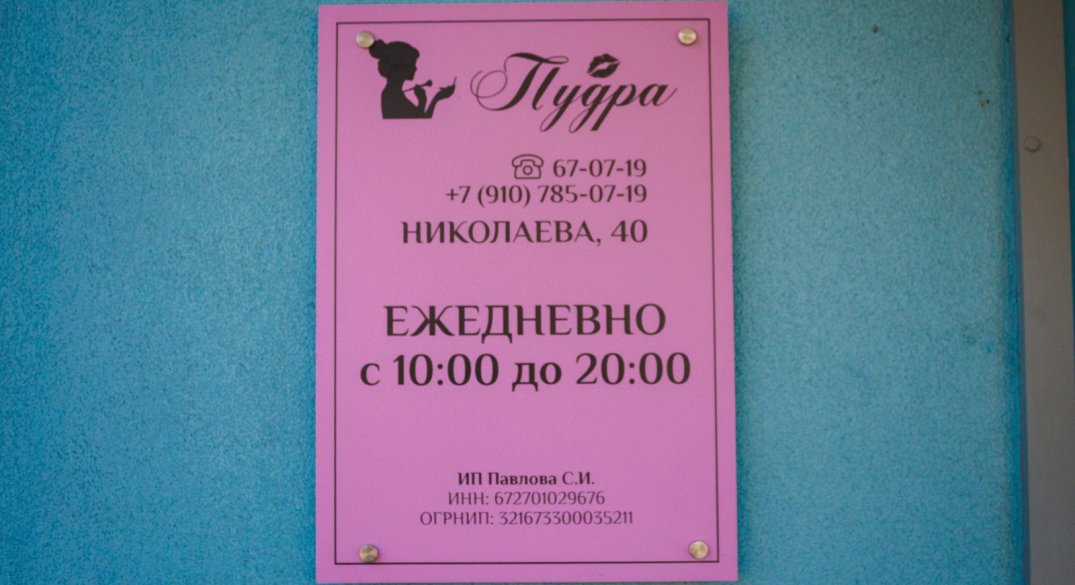 Пудра
67-07-19
+7 (910) 785-07-19
НИКОЛАЕВА, 40
ЕЖЕДНЕВНО
с 10:00 до 20:00
ИП Павлова С.И.
ИНН: 672701029676
ОГРНИП: 321673300035211